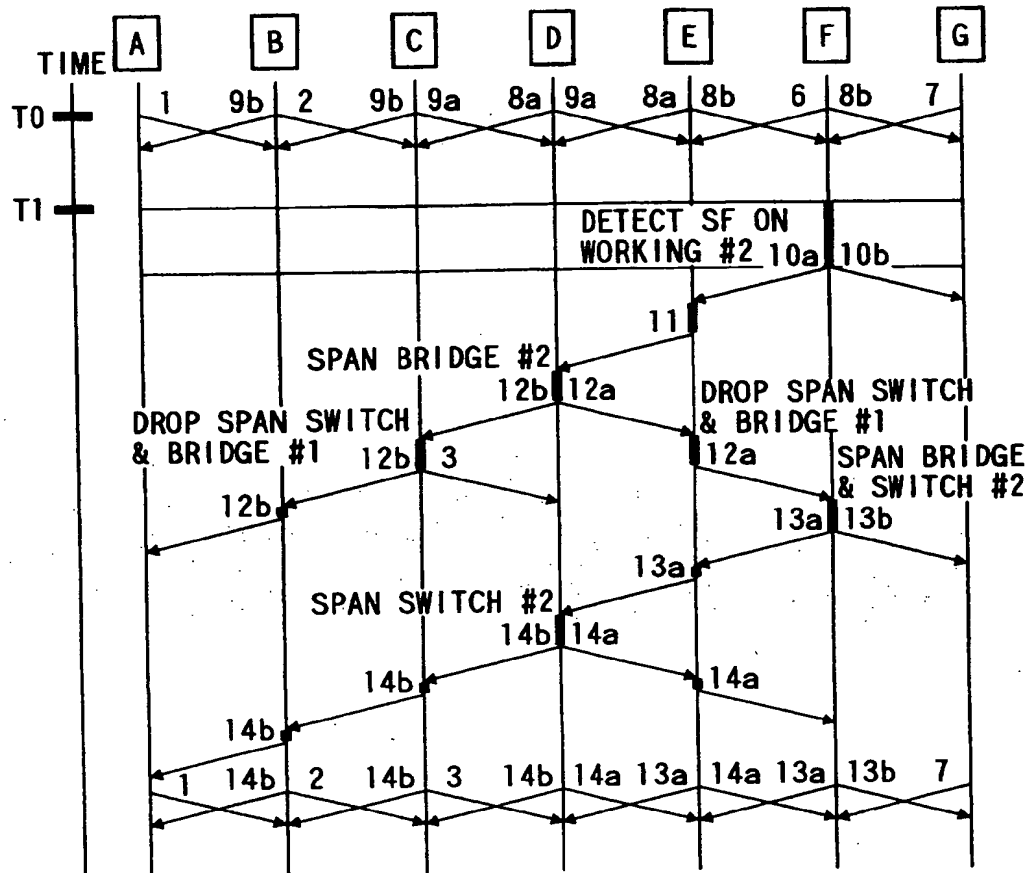 A B C D E F G
TIME
T0 1 9b 2 9b 9a 8a 9a 8a 8b 6 8b 7
T1
DETECT SF ON
WORKING #2 10a 10b
11
SPAN BRIDGE #2
12b 12a
DROP SPAN SWITCH
& BRIDGE #1
DROP SPAN SWITCH
& BRIDGE #1
12b 3 12a
SPAN BRIDGE
& SWITCH #2
12b
13a 13b
13a
SPAN SWITCH #2
14b 14a
14b 14a
14b
1 14b 2 14b 3 14b 14a 13a 14a 13a 13b 7